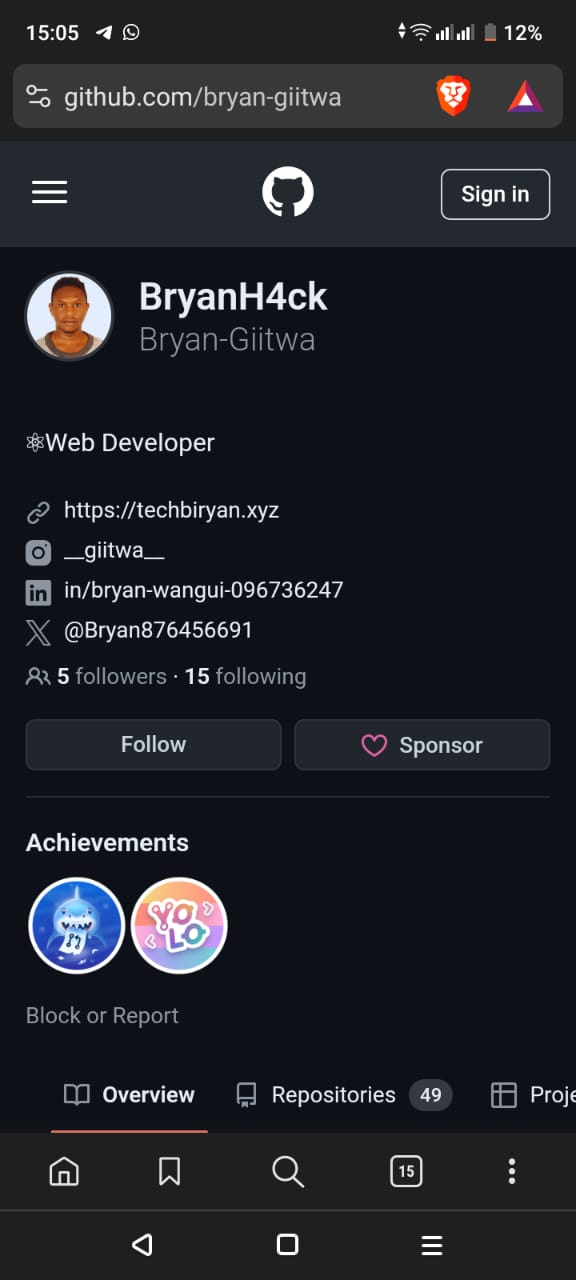 15:05
12%
github.com/bryan-giitwa
Sign in
BryanH4ck
Bryan-Giitwa
Web Developer
https://techbiryan.xyz
__giitwa__
in/bryan-wangui-096736247
@Bryan876456691
5 followers · 15 following
Follow
Sponsor
Achievements
YOLO
Block or Report
Overview
Repositories 49
Proje
15